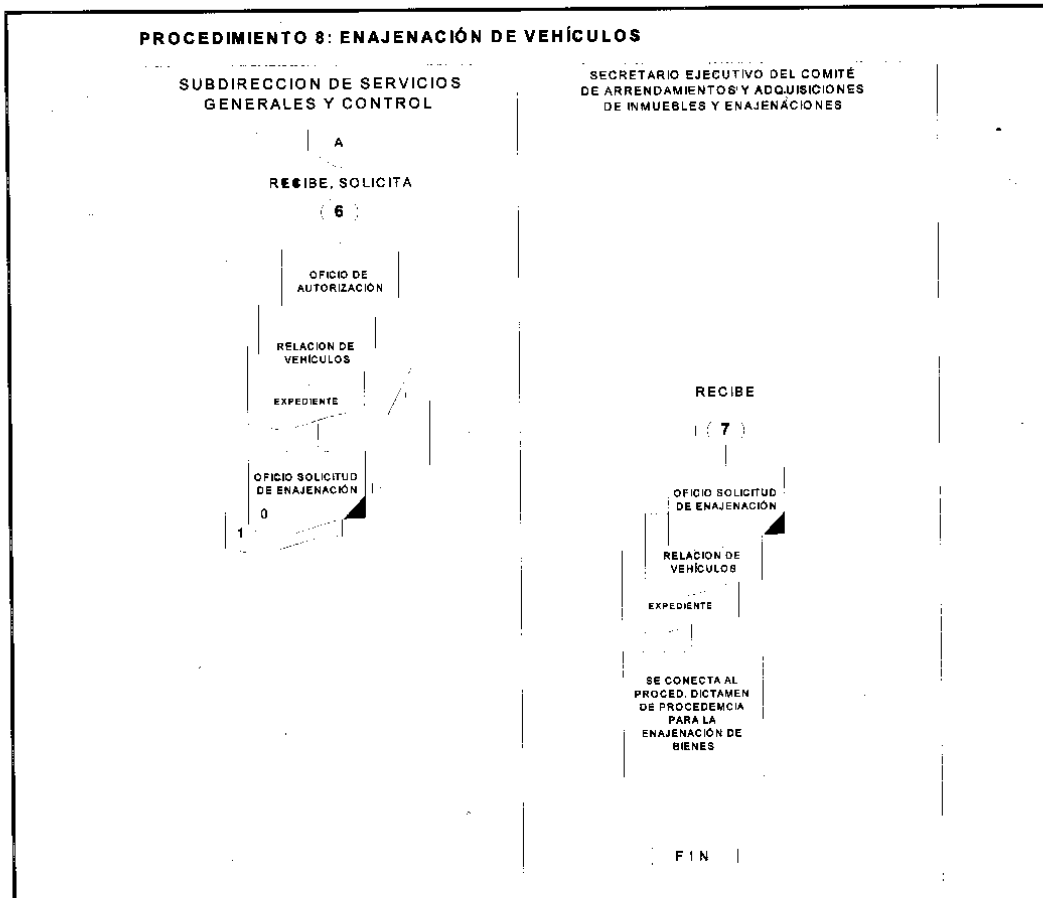 PROCEDIMIENTO 8: ENAJENACIÓN DE VEHÍCULOS
SUBDIRECCION DE SERVICIOS
GENERALES Y CONTROL
A
RECIBE, SOLICITA
6
OFICIO DE
AUTORIZACIÓN
RELACION DE
VEHÍCULOS
EXPEDIENTE
OFICIO SOLICITUD
DE ENAJENACIÓN
0
1
SECRETARIO EJECUTIVO DEL COMITÉ
DE ARRENDAMIENTOS Y ADQUISICIONES
DE INMUEBLES Y ENAJENACIONES
RECIBE
7
OFICIO SOLICITUD
DE ENAJENACIÓN
RELACION DE
VEHÍCULOS
EXPEDIENTE
SE CONECTA AL
PROCED. DICTAMEN
DE PROCEDEMCIA
PARA LA
ENAJENACIÓN DE
BIENES
FIN